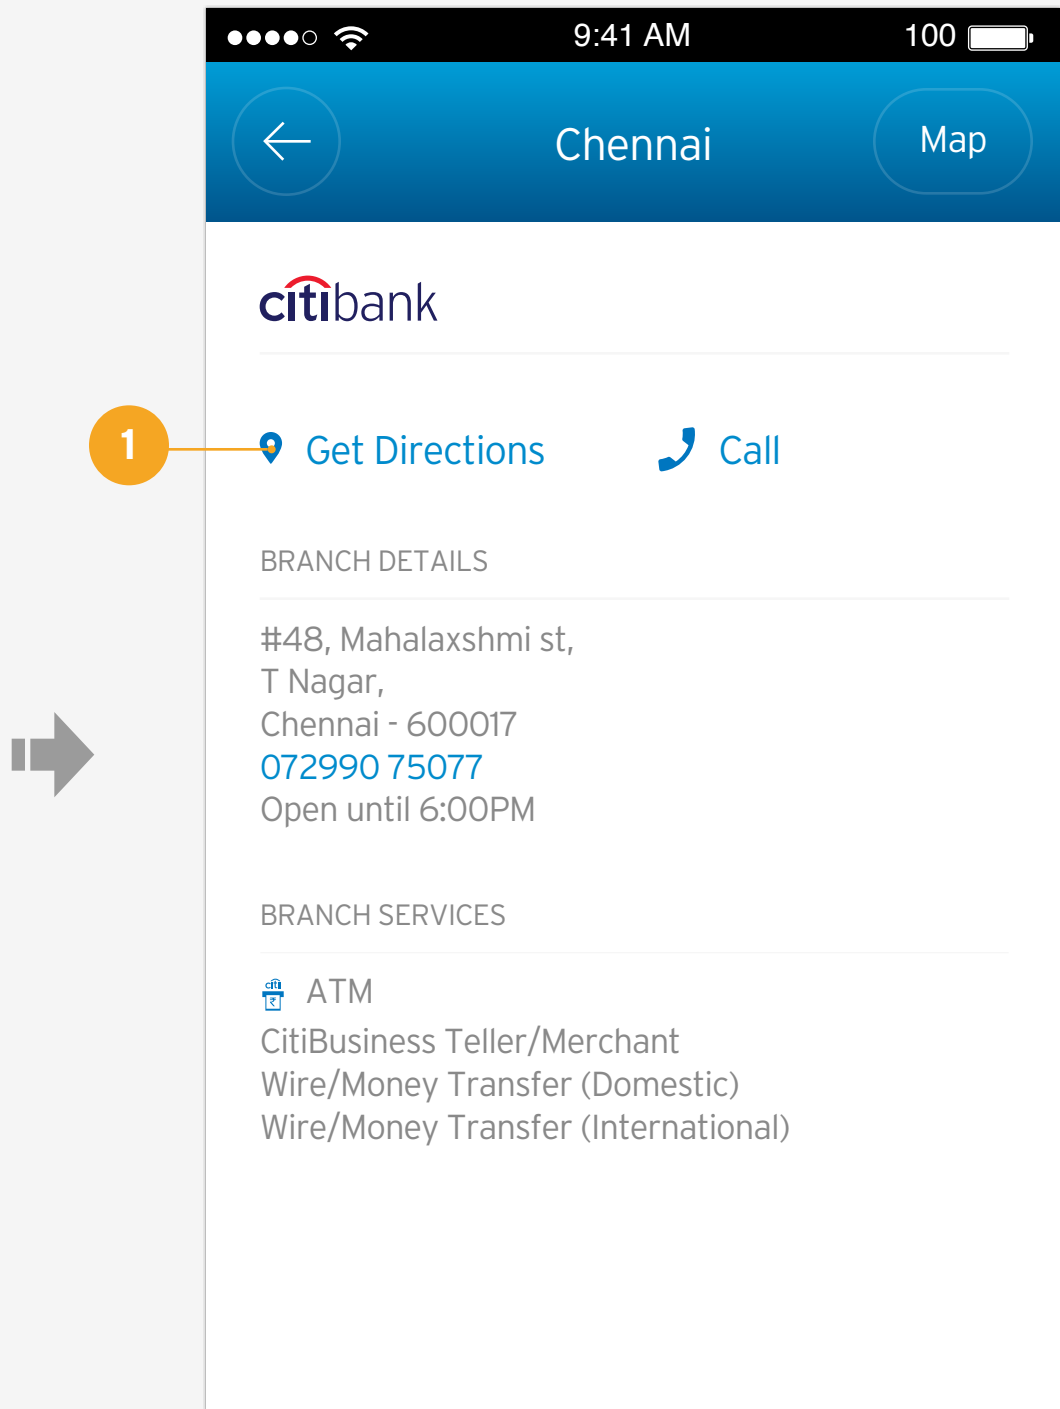 9:41 AM
100
Chennai
Map
citibank
1
Get Directions
Call
BRANCH DETAILS
#48, Mahalaxshmi st,
T Nagar,
Chennai - 600017
072990 75077
Open until 6:00PM
BRANCH SERVICES
citi
₹
ATM
CitiBusiness Teller/Merchant
Wire/Money Transfer (Domestic)
Wire/Money Transfer (International)